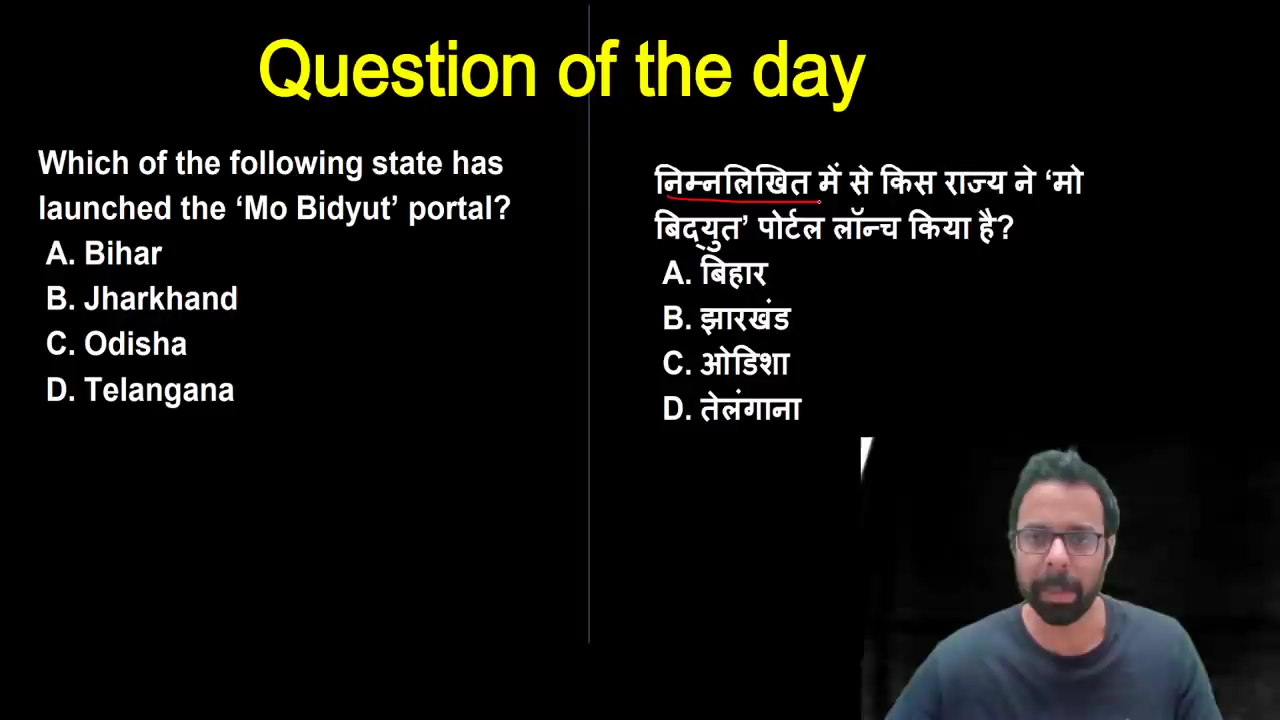 Question of the day
Which of the following state has
launched the ‘Mo Bidyut’ portal?
A. Bihar
B. Jharkhand
C. Odisha
D. Telangana
निम्नलिखित में से किस राज्य ने ‘मो
बिद्युत’ पोर्टल लॉन्च किया है?
A. बिहार
B. झारखंड
C. ओडिशा
D. तेलंगाना